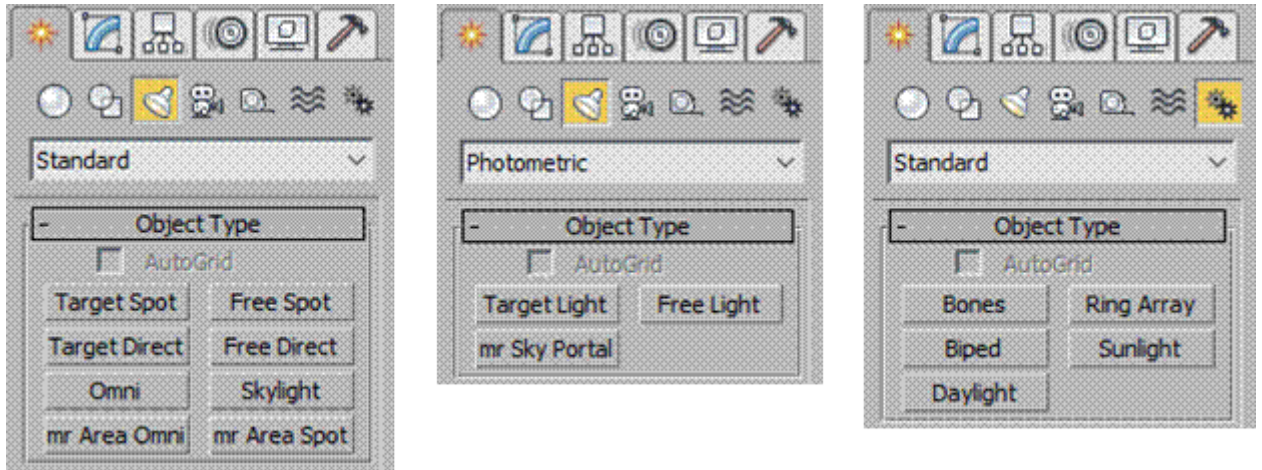 Standard
- Object Type
AutoGrid
Target Spot Free Spot
Target Direct Free Direct
Omni Skylight
mr Area Omni mr Area Spot
Photometric
- Object Type
AutoGrid
Target Light Free Light
mr Sky Portal
Standard
- Object Type
AutoGrid
Bones Ring Array
Biped Sunlight
Daylight